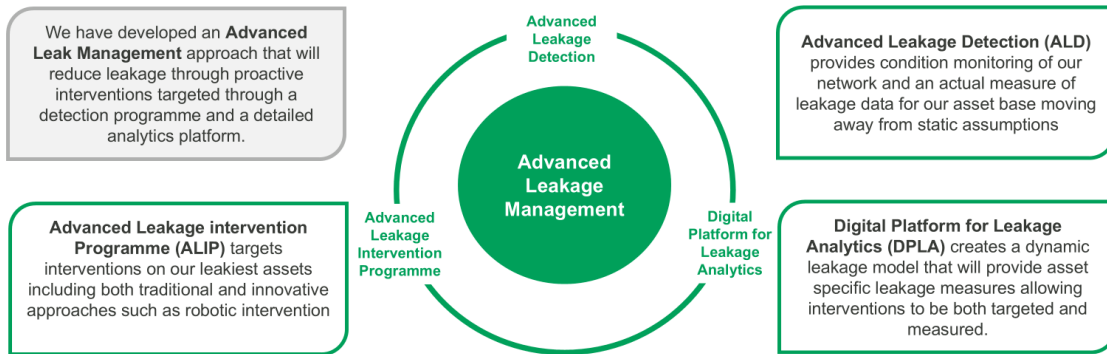 We have developed an Advanced
Leak Management approach that will
reduce leakage through proactive
interventions targeted through a
detection programme and a detailed
analytics platform.
Advanced
Leakage
Detection
Advanced Leakage Detection (ALD)
provides condition monitoring of our
network and an actual measure of
leakage data for our asset base moving
away from static assumptions
Advanced
Leakage
Management
Advanced Leakage intervention
Programme (ALIP) targets
interventions on our leakiest assets
including both traditional and innovative
approaches such as robotic intervention
Advanced
Leakage
Intervention
Programme
Digital
Platform for
Leakage
Analytics
Digital Platform for Leakage
Analytics (DPLA) creates a dynamic
leakage model that will provide asset
specific leakage measures allowing
interventions to be both targeted and
measured.